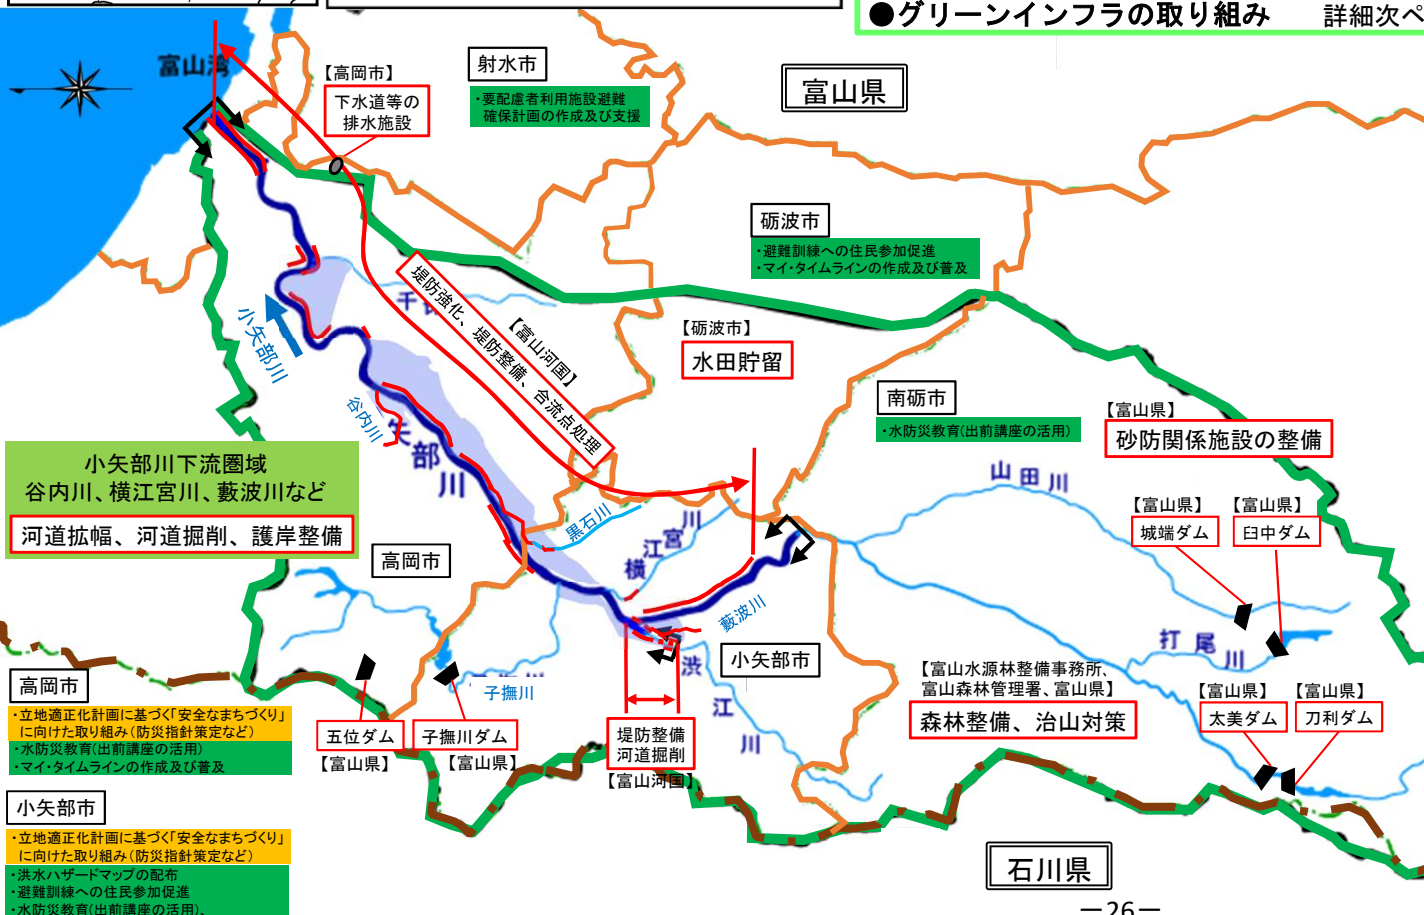 ●グリーンインフラの取り組み　詳細次ペ
富山湾
【高岡市】
下水道等の
排水施設
射水市
・要配慮者利用施設避難
確保計画の作成及び支援
富山県
砺波市
・避難訓練への住民参加促進
・マイ・タイムラインの作成及び普及
堤防強化、堤防整備、合流点処理
【富山河国】
千
小矢部川
【砺波市】
水田貯留
南砺市
・水防災教育(出前講座の活用)
【富山県】
砂防関係施設の整備
谷内川
矢部川
小矢部川下流圏域
谷内川、横江宮川、藪波川など
河道拡幅、河道掘削、護岸整備
高岡市
黒石川
横江宮川
藪波川
山田川
【富山県】
城端ダム
【富山県】
臼中ダム
打尾川
小矢部市
渋江川
子撫川
【富山水源林整備事務所、
富山森林管理署、富山県】
森林整備、治山対策
【富山県】
太美ダム
【富山県】
刀利ダム
高岡市
・立地適正化計画に基づく「安全なまちづくり」
に向けた取り組み(防災指針策定など)
・水防災教育(出前講座の活用)
・マイ・タイムラインの作成及び普及
五位ダム
【富山県】
子撫川ダム
【富山県】
堤防整備
河道掘削
【富山河国】
小矢部市
・立地適正化計画に基づく「安全なまちづくり」
に向けた取り組み(防災指針策定など)
・洪水ハザードマップの配布
・避難訓練への住民参加促進
・水防災教育(出前講座の活用)、
石川県
－26－